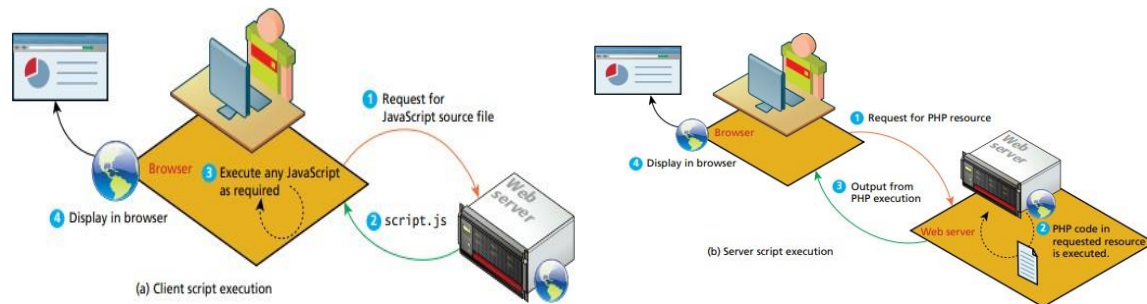 1 Request for
JavaScript source file
Browser
3 Execute any JavaScript
as required
Web
server
4 Display in browser
2 script.js
(a) Client script execution
1 Request for PHP resource
Browser
Web
server
4 Display in browser
3 Output from
PHP execution
Web server
2 PHP code in
requested resource
is executed.
(b) Server script execution